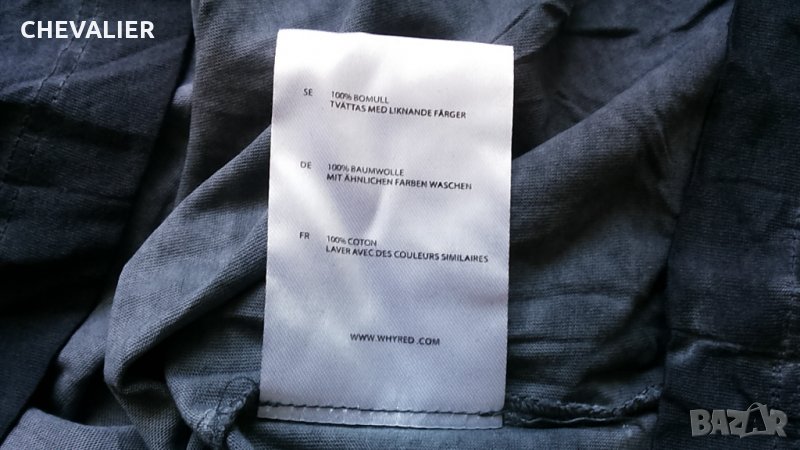 CHEVALIER
SE 100% BOMULL
TVÄTTAS MED LIKNANDE FÄRGER
DE 100% BAUMWOLLE
MIT ÄHNLICHEN FARBEN WASCHEN
FR 100% COTON
LAVER AVEC DES COULEURS SIMILAIRES
WWW.WHYRED.COM
BAZAR